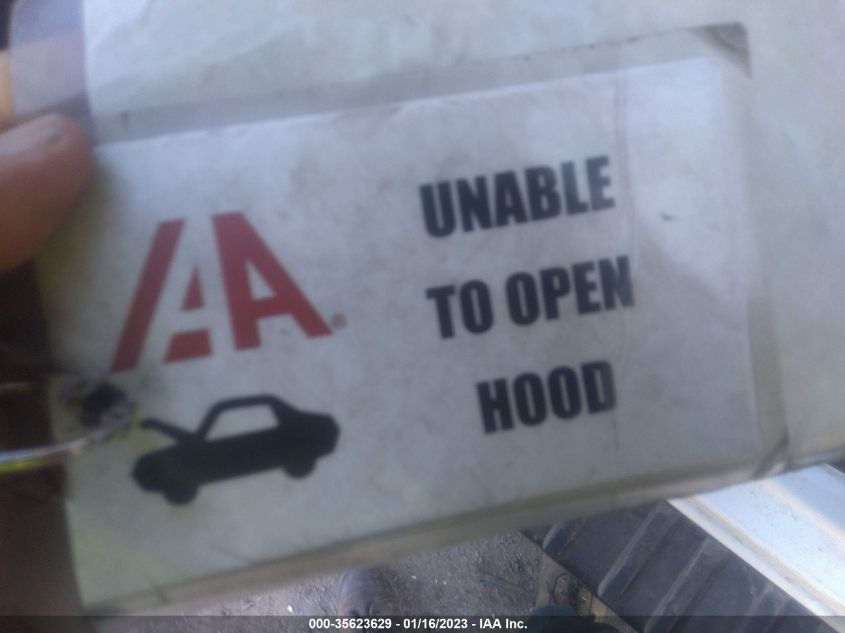 IAA®
UNABLE
TO OPEN
HOOD
000-35623629 - 01/16/2023 - IAA Inc.